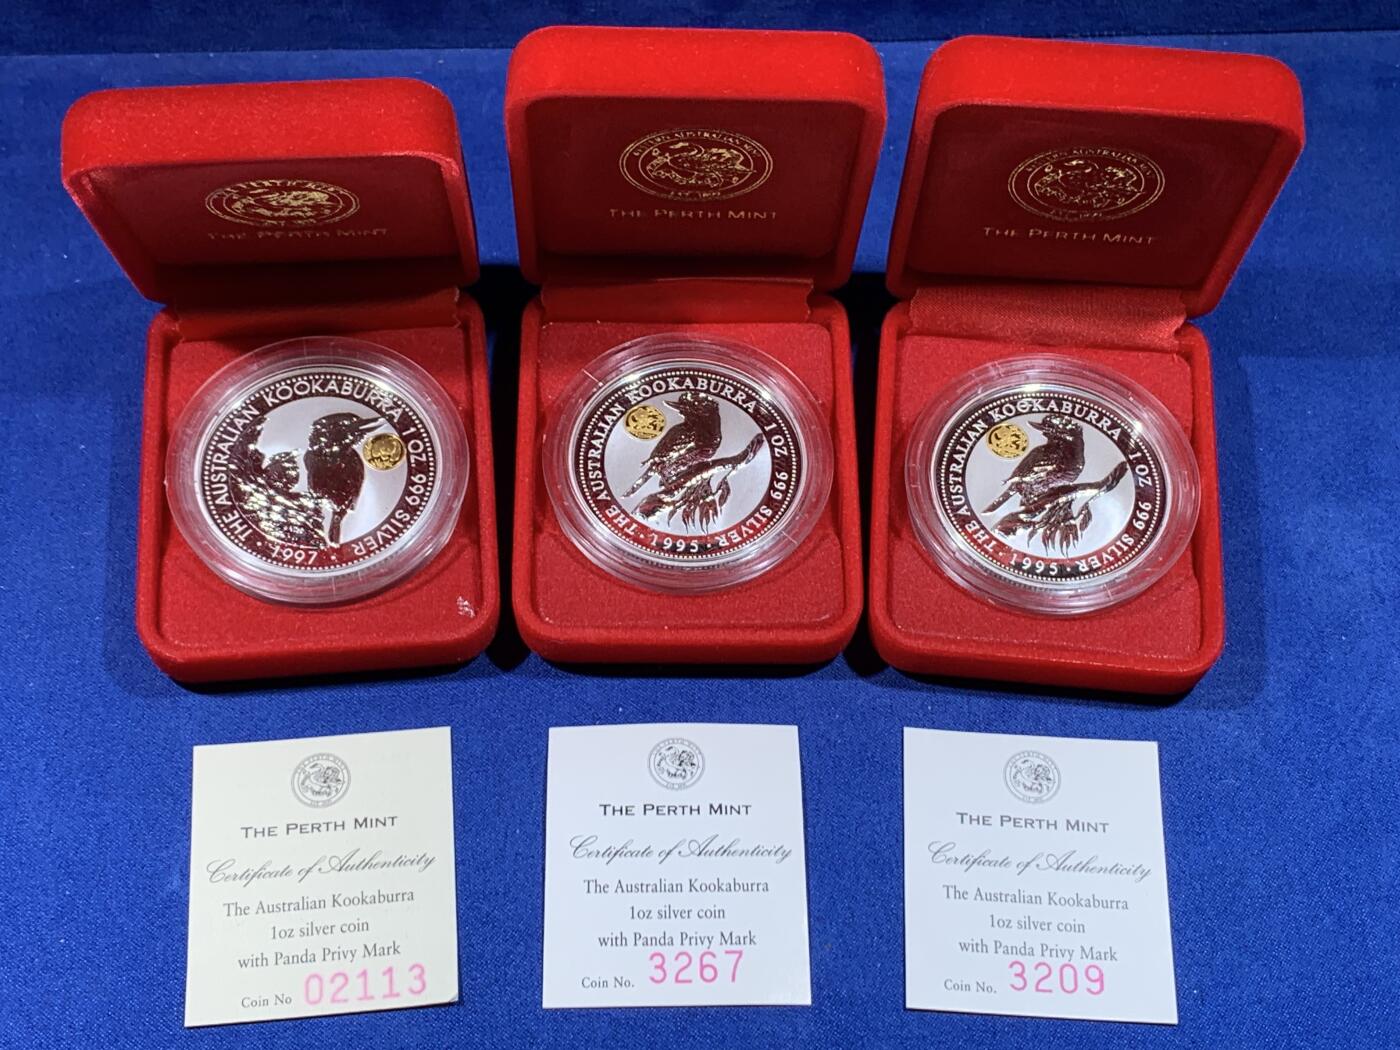 THE PERTH MINT
THE AUSTRALIAN KOOKABURRA 1 OZ. 999 SILVER
· 1997 ·
THE PERTH MINT
Certificate of Authenticity
The Australian Kookaburra
1oz silver coin
with Panda Privy Mark
Coin No 02113
THE PERTH MINT
THE AUSTRALIAN KOOKABURRA 1 OZ 999 SILVER
· 1995 ·
THE PERTH MINT
Certificate of Authenticity
The Australian Kookaburra
1oz silver coin
with Panda Privy Mark
Coin No. 3267
THE PERTH MINT
THE AUSTRALIAN KOOKABURRA 1 OZ 999 SILVER
· 1995 ·
THE PERTH MINT
Certificate of Authenticity
The Australian Kookaburra
1oz silver coin
with Panda Privy Mark
Coin No. 3209